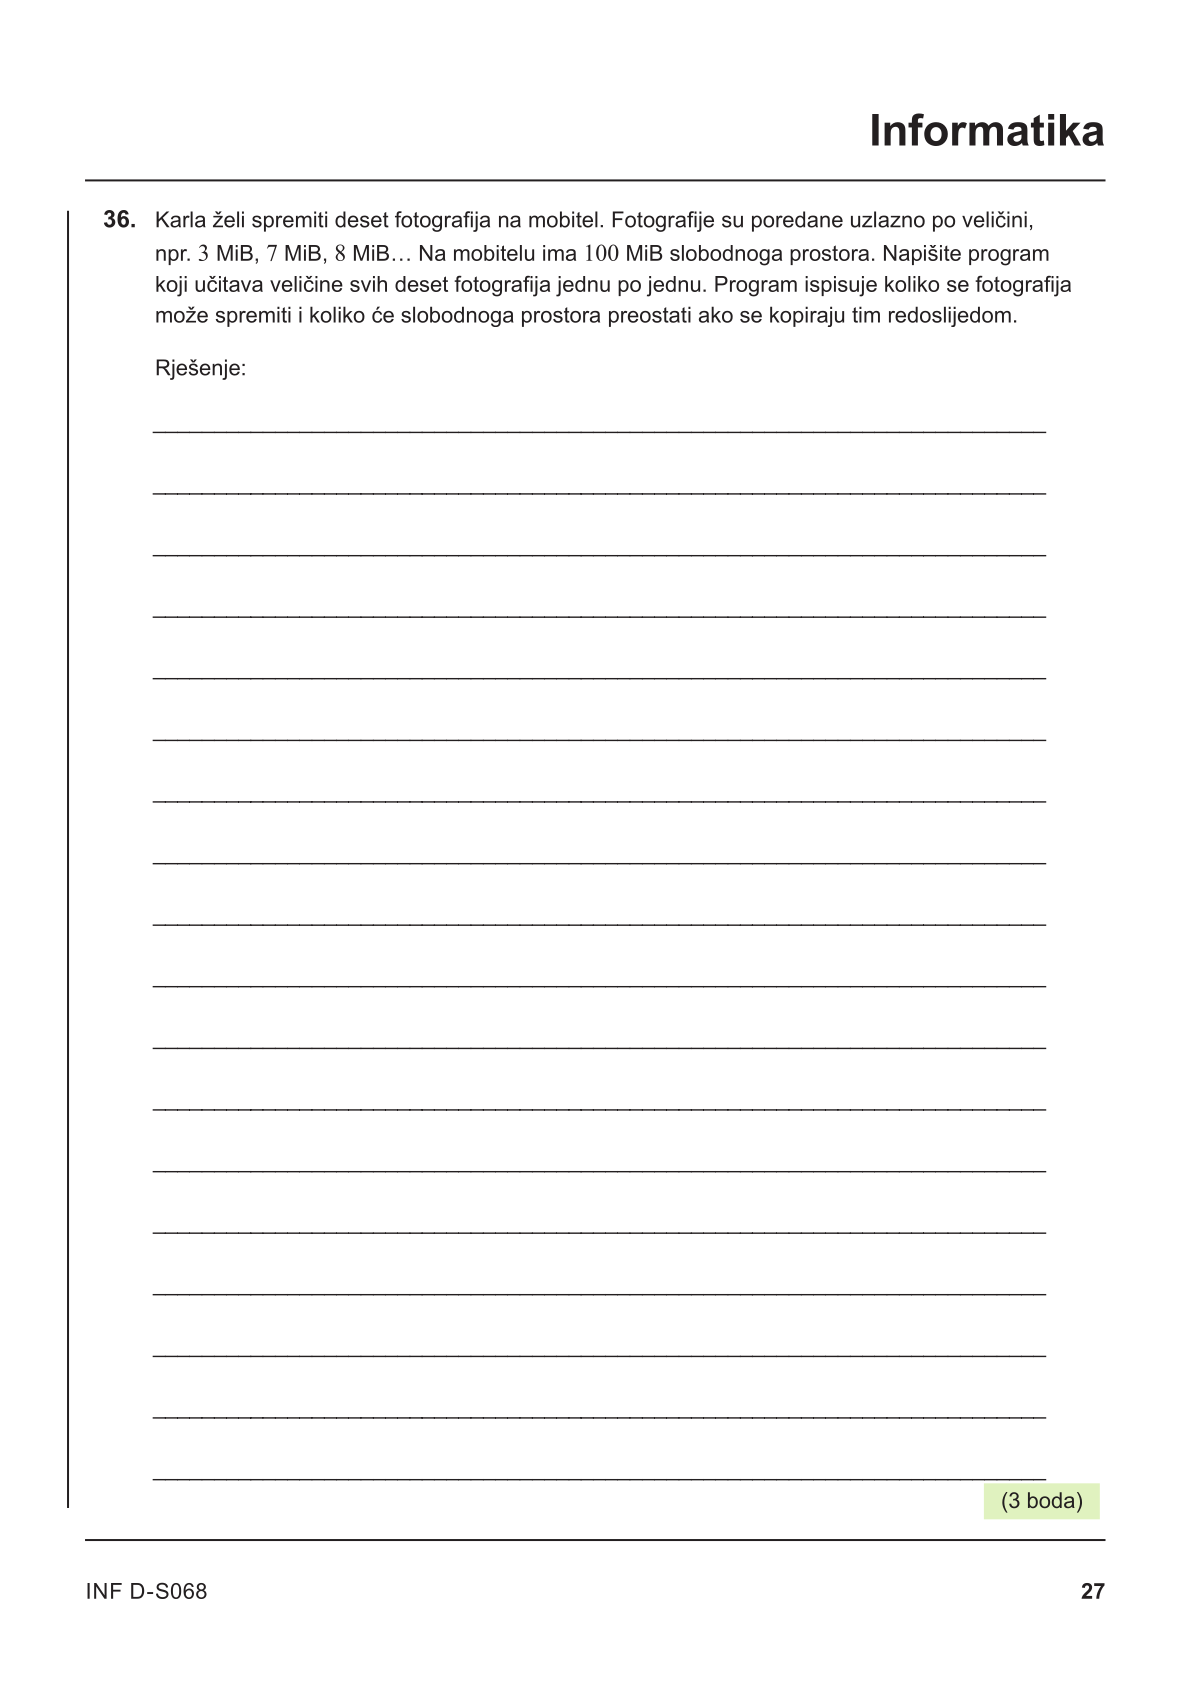 Informatika
36. Karla želi spremiti deset fotografija na mobitel. Fotografije su poredane uzlazno po veličini,
npr. 3 MiB, 7 MiB, 8 MiB… Na mobitelu ima 100 MiB slobodnoga prostora. Napišite program
koji učitava veličine svih deset fotografija jednu po jednu. Program ispisuje koliko se fotografija
može spremiti i koliko će slobodnoga prostora preostati ako se kopiraju tim redoslijedom.
Rješenje:
(3 boda)
INF D-S068
27